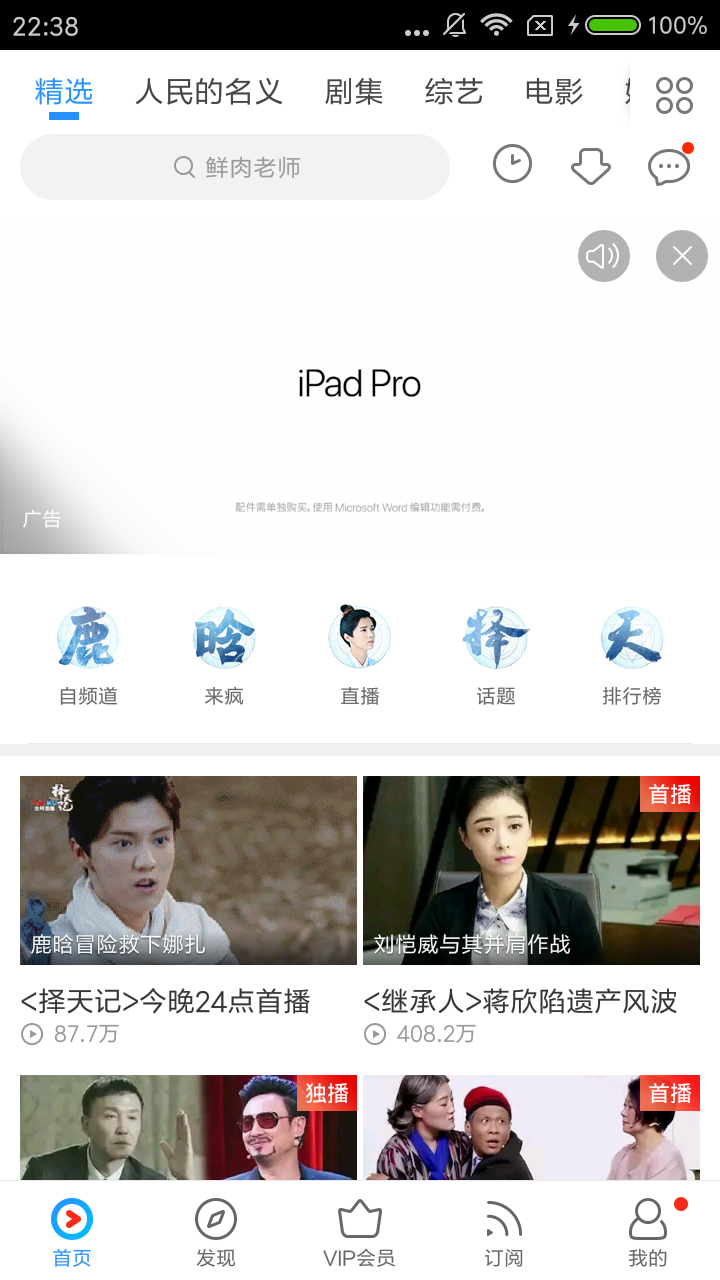 22:38
100%
精选 人民的名义 剧集 综艺 电影
鲜肉老师
iPad Pro
配件需单独购买。使用 Microsoft Word 编辑功能需付费。
广告
鹿 晗 择 天
自频道 来疯 直播 话题 排行榜
首播
鹿晗冒险救下娜扎
刘恺威与其并肩作战
<择天记>今晚24点首播
<继承人>蒋欣陷遗产风波
87.7万
408.2万
独播
首播
首页 发现 VIP会员 订阅 我的